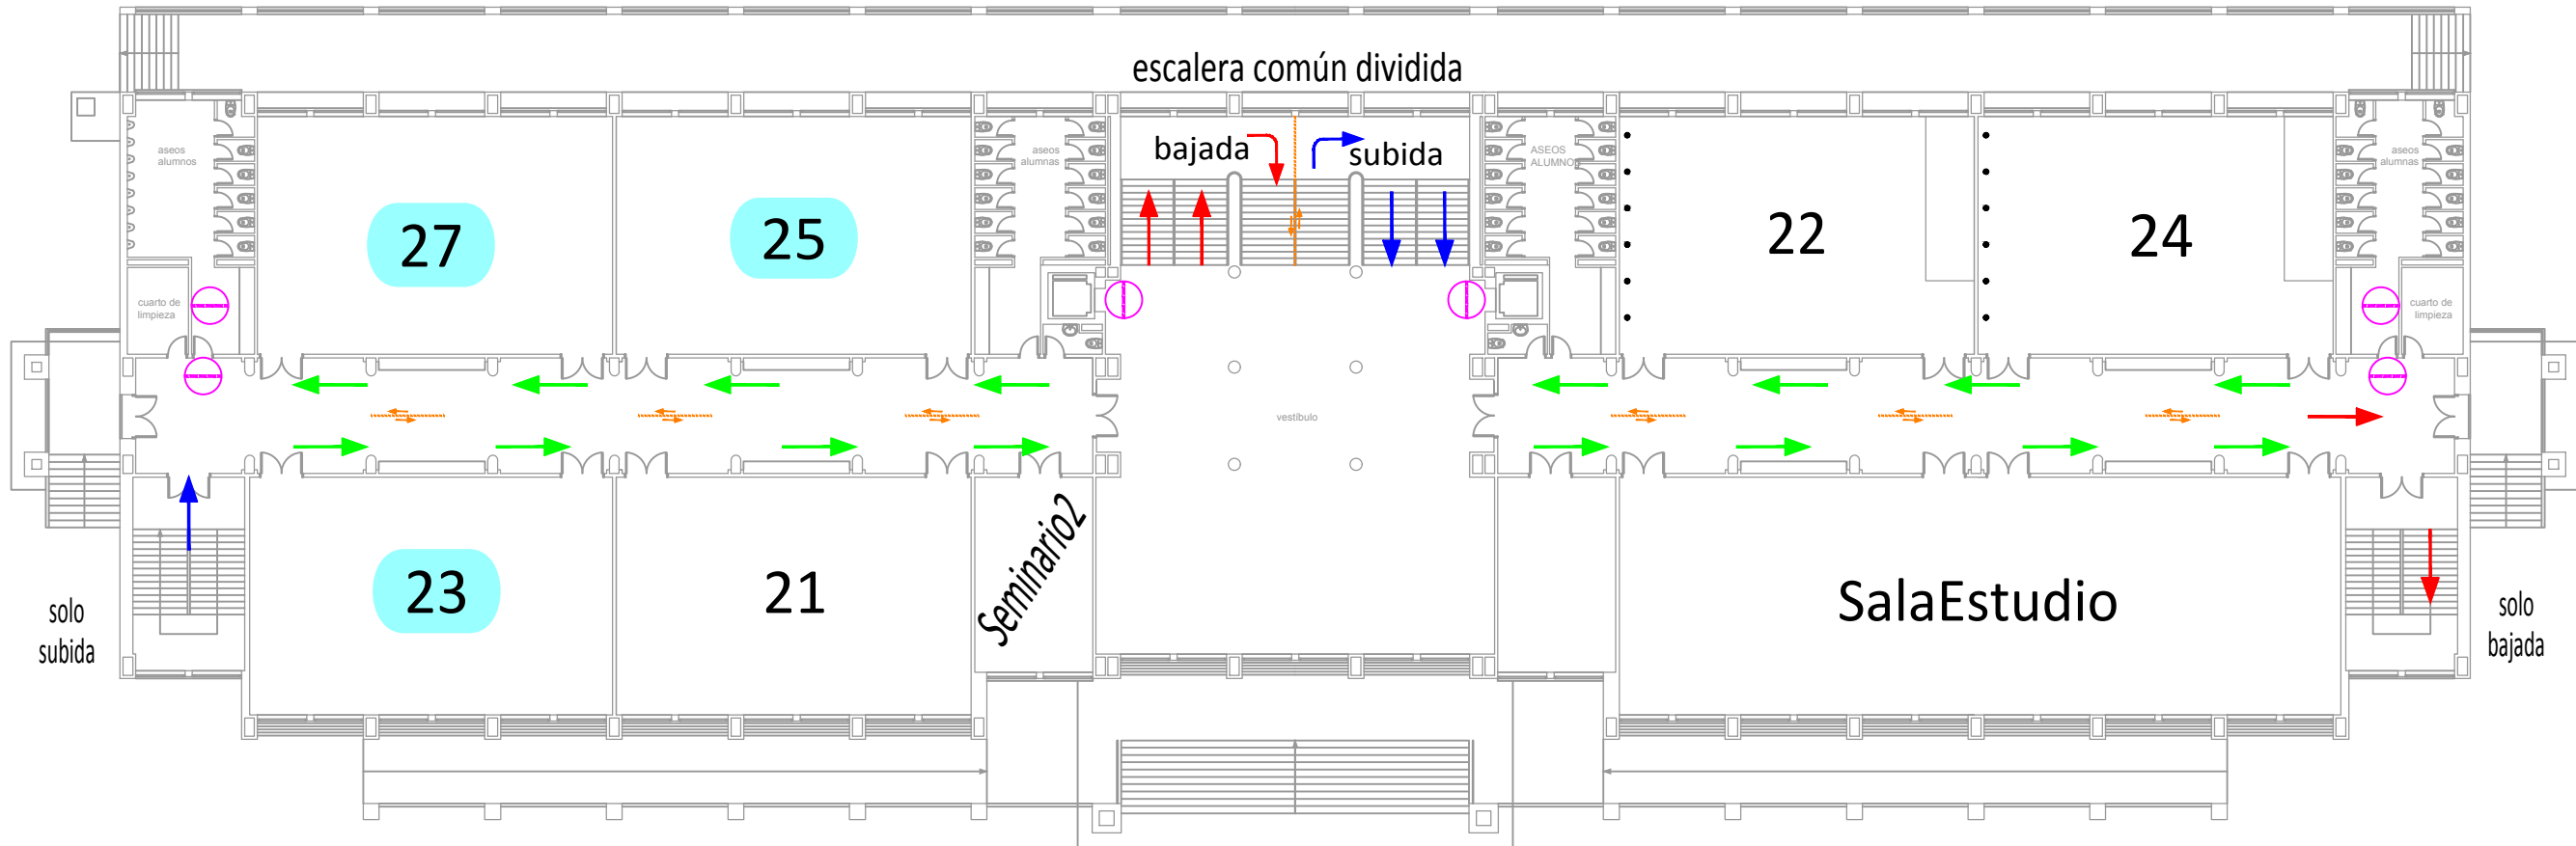 escalera común dividida
bajada
subida
aseos
alumnos
aseos
alumnas
ASEOS
ALUMNOS
aseos
alumnas
27
25
22
24
cuarto de
limpieza
cuarto de
limpieza
vestíbulo
23
21
Seminario2
SalaEstudio
solo
subida
solo
bajada